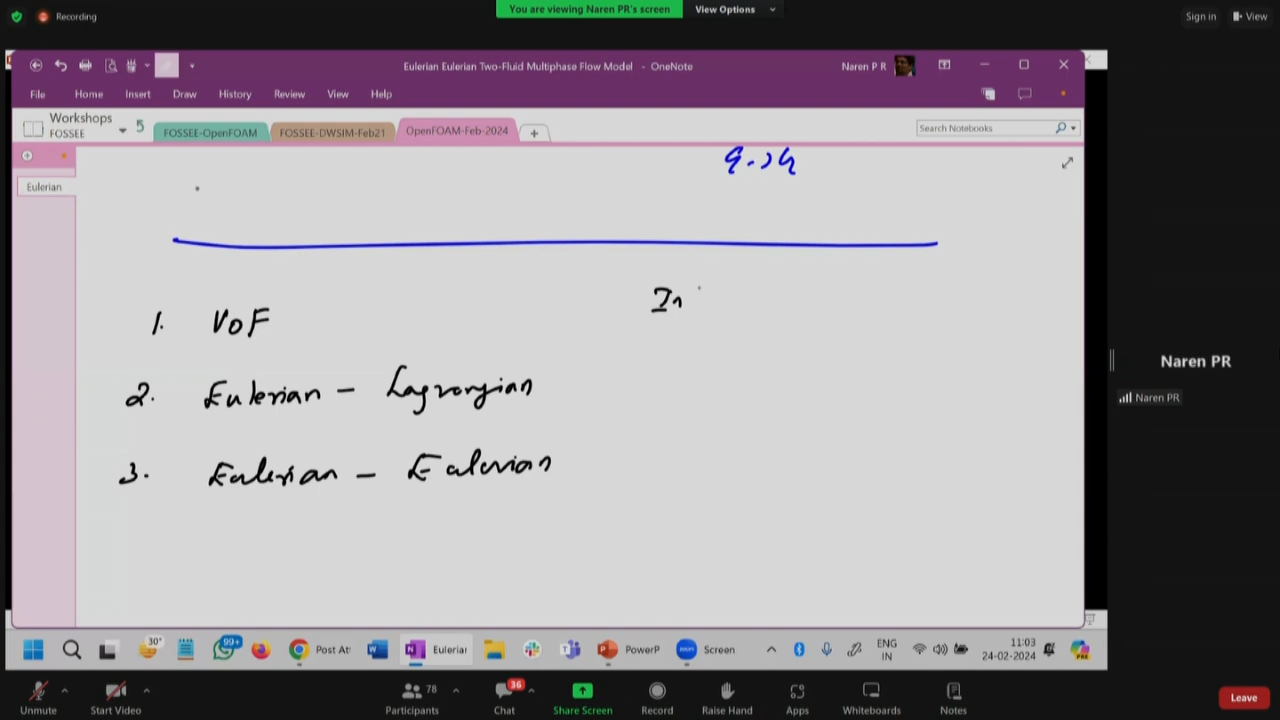 Recording
You are viewing Naren PR's screen View Options
Sign in View
Eulerian Eulerian Two-Fluid Multiphase Flow Model - OneNote
Naren P R
File Home Insert Draw History Review View Help
Workshops
FOSSEE
FOSSEE-OpenFOAM FOSSEE-DWSIM-Feb21 OpenFOAM-Feb-2024
Search Notebooks
Eulerian
In
1. VoF
2. Eulerian - Lagrangian
3. Eulerian - Eulerian
Naren PR
Naren PR
30° 99+ Post At Eulerian PowerP Screen
ENG
IN
11:03
24-02-2024
PRE
36
78
Unmute Start Video Participants Chat Share Screen Record Raise Hand Apps Whiteboards Notes Leave